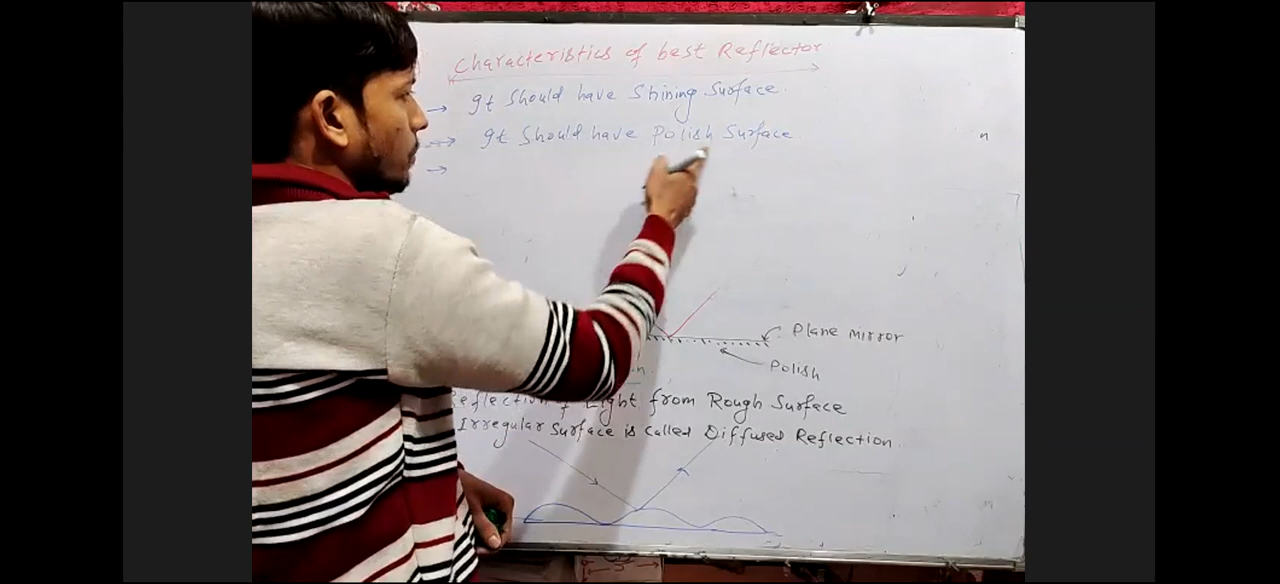 Characteristics of best Reflector
→ It Should have Shining Surface.
→ It Should have Polish Surface
n
→
Plane mirror
Polish
n.
Reflection of Light from Rough Surface
Irregular Surface is Called Diffused Reflection.